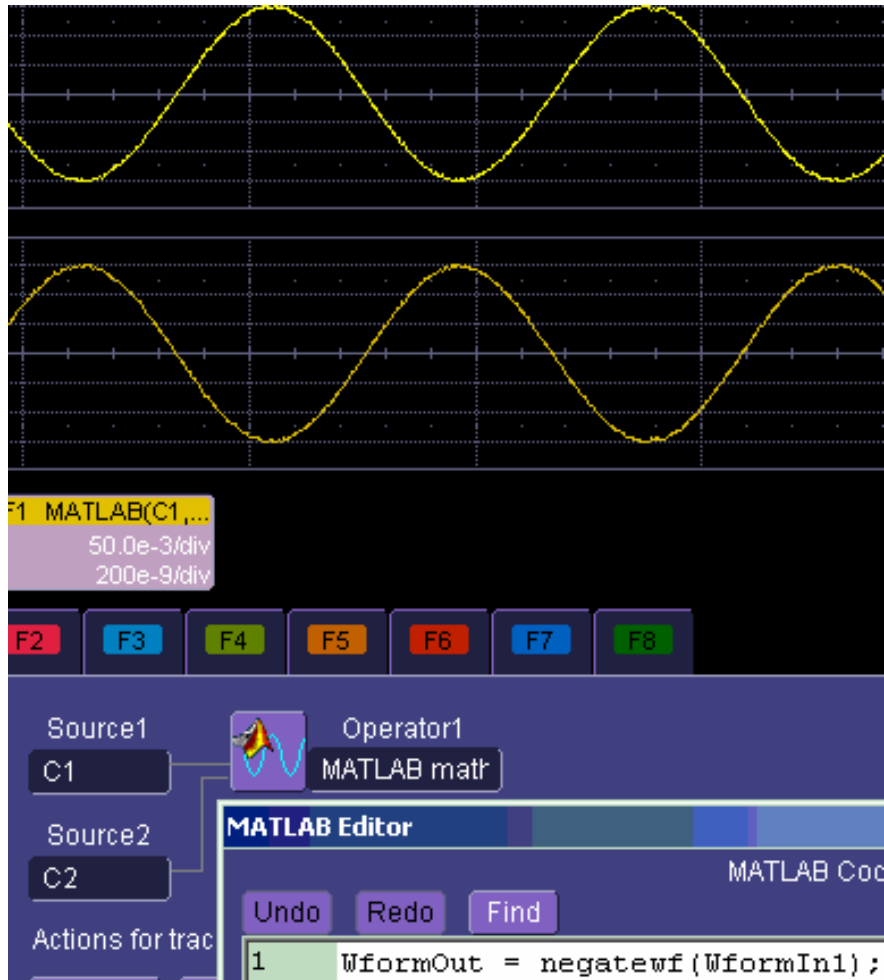 F1 MATLAB(C1,...
50.0e-3/div
200e-9/div
F2 F3 F4 F5 F6 F7 F8
Source1 Operator1
C1 MATLAB math
Source2
C2
MATLAB Editor
MATLAB Coc
Undo Redo Find
Actions for trac
1 WformOut = negatewf(WformIn1);